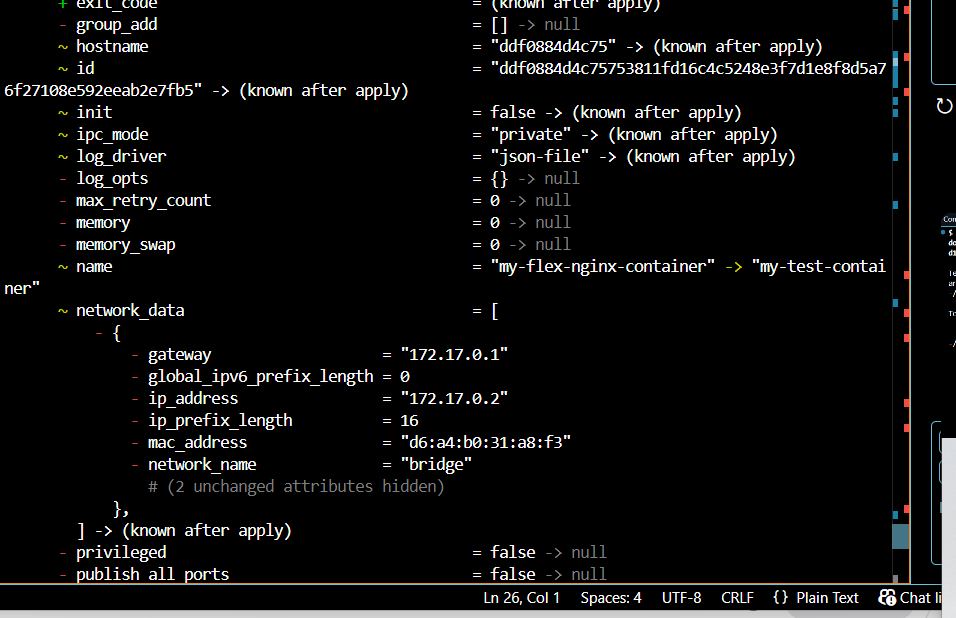 + exit_code = (known after apply)
- group_add = [] -> null
~ hostname = "ddf0884d4c75" -> (known after apply)
~ id = "ddf0884d4c75753811fd16c4c5248e3f7d1e8f8d5a7
6f27108e592eeab2e7fb5" -> (known after apply)
~ init = false -> (known after apply)
~ ipc_mode = "private" -> (known after apply)
~ log_driver = "json-file" -> (known after apply)
- log_opts = {} -> null
- max_retry_count = 0 -> null
- memory = 0 -> null
- memory_swap = 0 -> null
~ name = "my-flex-nginx-container" -> "my-test-contai
ner"
~ network_data = [
- {
- gateway = "172.17.0.1"
- global_ipv6_prefix_length = 0
- ip_address = "172.17.0.2"
- ip_prefix_length = 16
- mac_address = "d6:a4:b0:31:a8:f3"
- network_name = "bridge"
# (2 unchanged attributes hidden)
},
] -> (known after apply)
- privileged = false -> null
- publish_all_ports = false -> null
Ln 26, Col 1 Spaces: 4 UTF-8 CRLF {} Plain Text Chat li